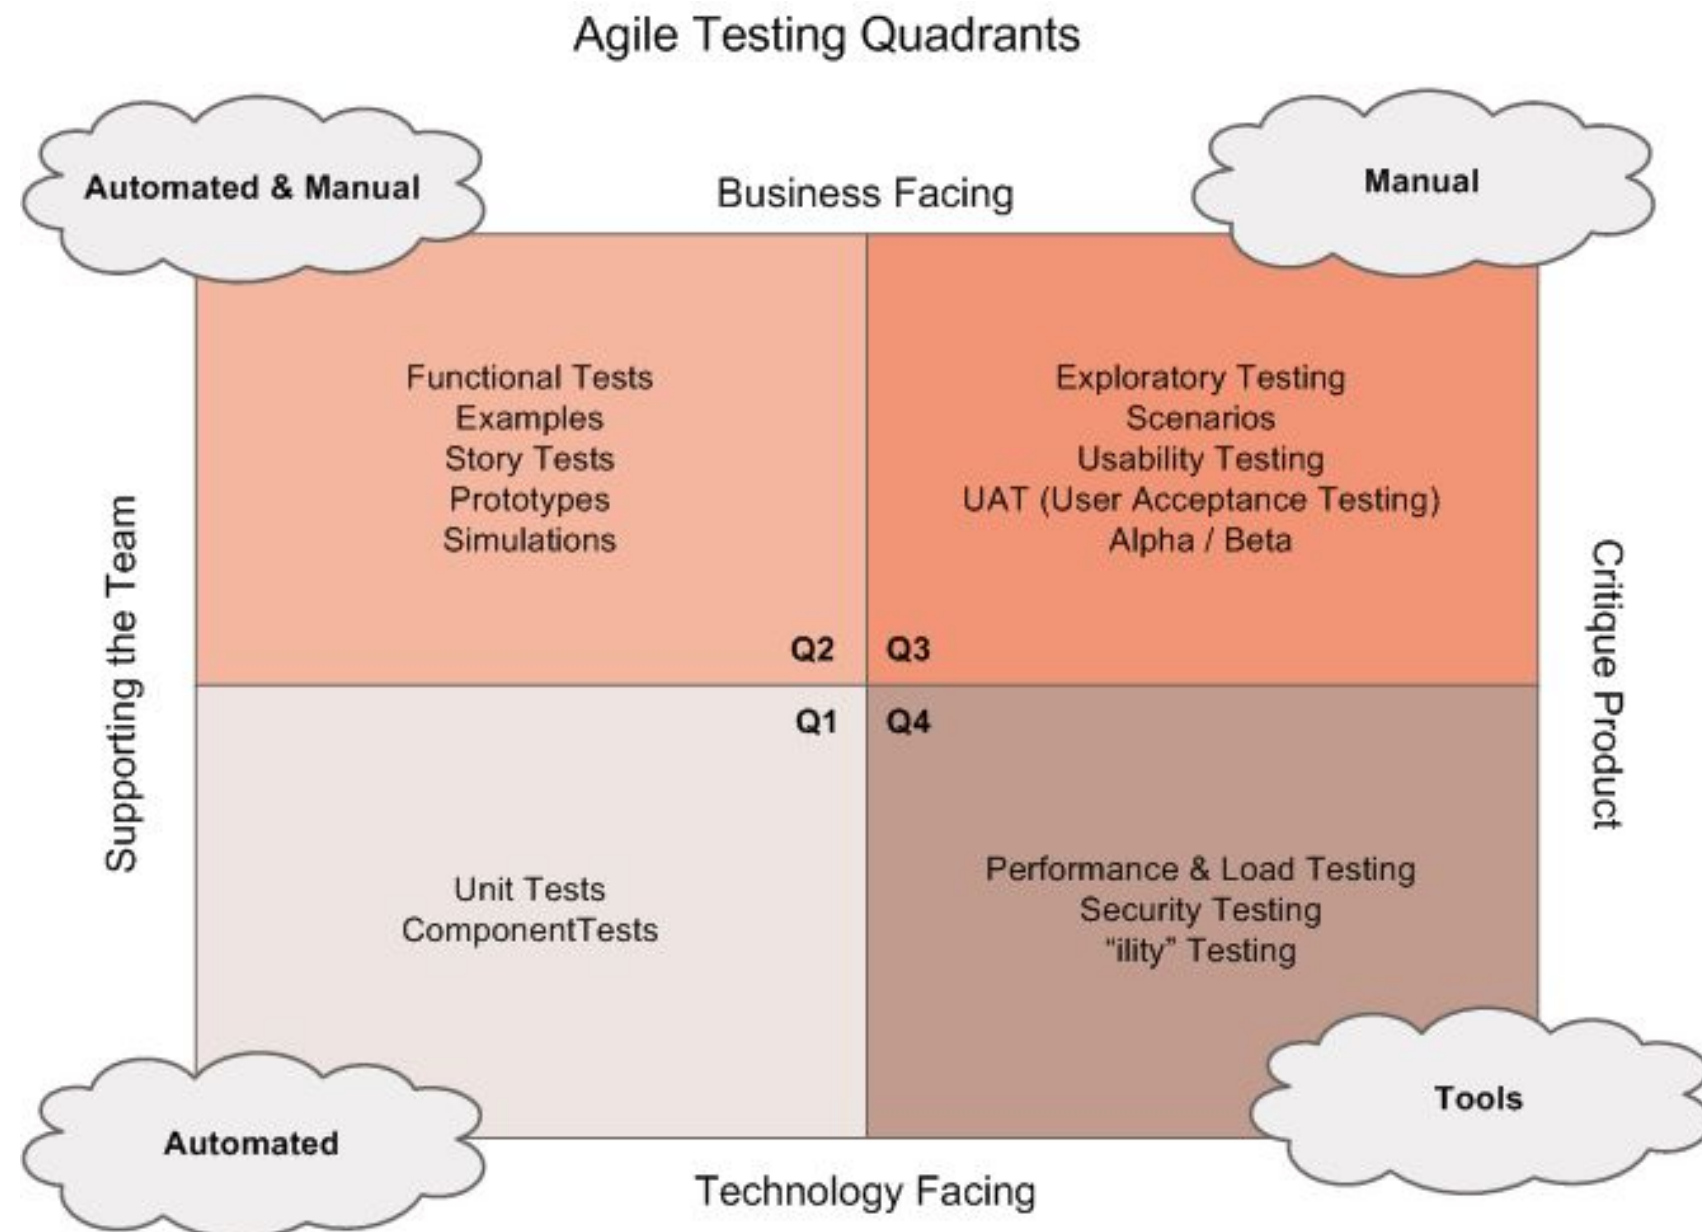 Agile Testing Quadrants
Automated & Manual
Business Facing
Manual
Functional Tests
Examples
Story Tests
Prototypes
Simulations
Q2
Exploratory Testing
Scenarios
Usability Testing
UAT (User Acceptance Testing)
Alpha / Beta
Q3
Supporting the Team
Critique Product
Q1
Unit Tests
ComponentTests
Q4
Performance & Load Testing
Security Testing
“ility” Testing
Automated
Technology Facing
Tools